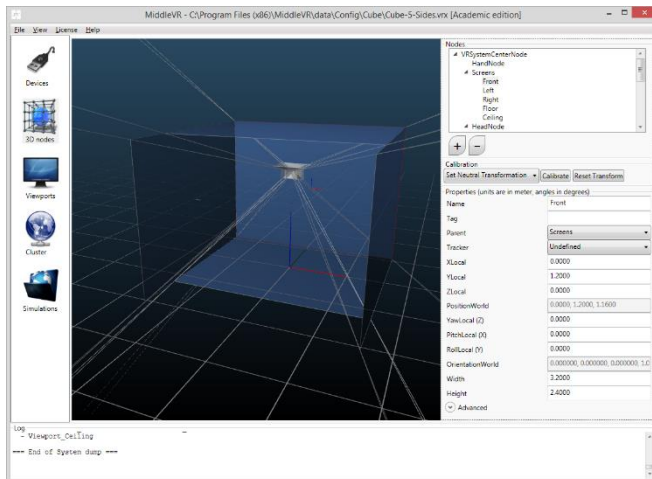 MiddleVR - C:\Program Files (x86)\MiddleVR\data\Config\Cube\Cube-5-Sides.vrx [Academic edition]
File View License Help
Devices
3D nodes
Viewports
Cluster
Simulations
Nodes
VRSystemCenterNode
HandNode
Screens
Front
Left
Right
Floor
Ceiling
HeadNode
Calibration
Set Neutral Transformation Calibrate Reset Transform
Properties (units are in meter, angles in degrees)
Name Front
Tag
Parent Screens
Tracker Undefined
XLocal 0.0000
YLocal 1.2000
ZLocal 0.0000
PositionWorld 0.0000, 1.2000, 1.1600
YawLocal (Z) 0.0000
PitchLocal (X) 0.0000
RollLocal (Y) 0.0000
OrientationWorld 0.000000, 0.000000, 0.000000, 1.0
Width 3.2000
Height 2.4000
Advanced
Log
- Viewport_Ceiling
=== End of System dump ===